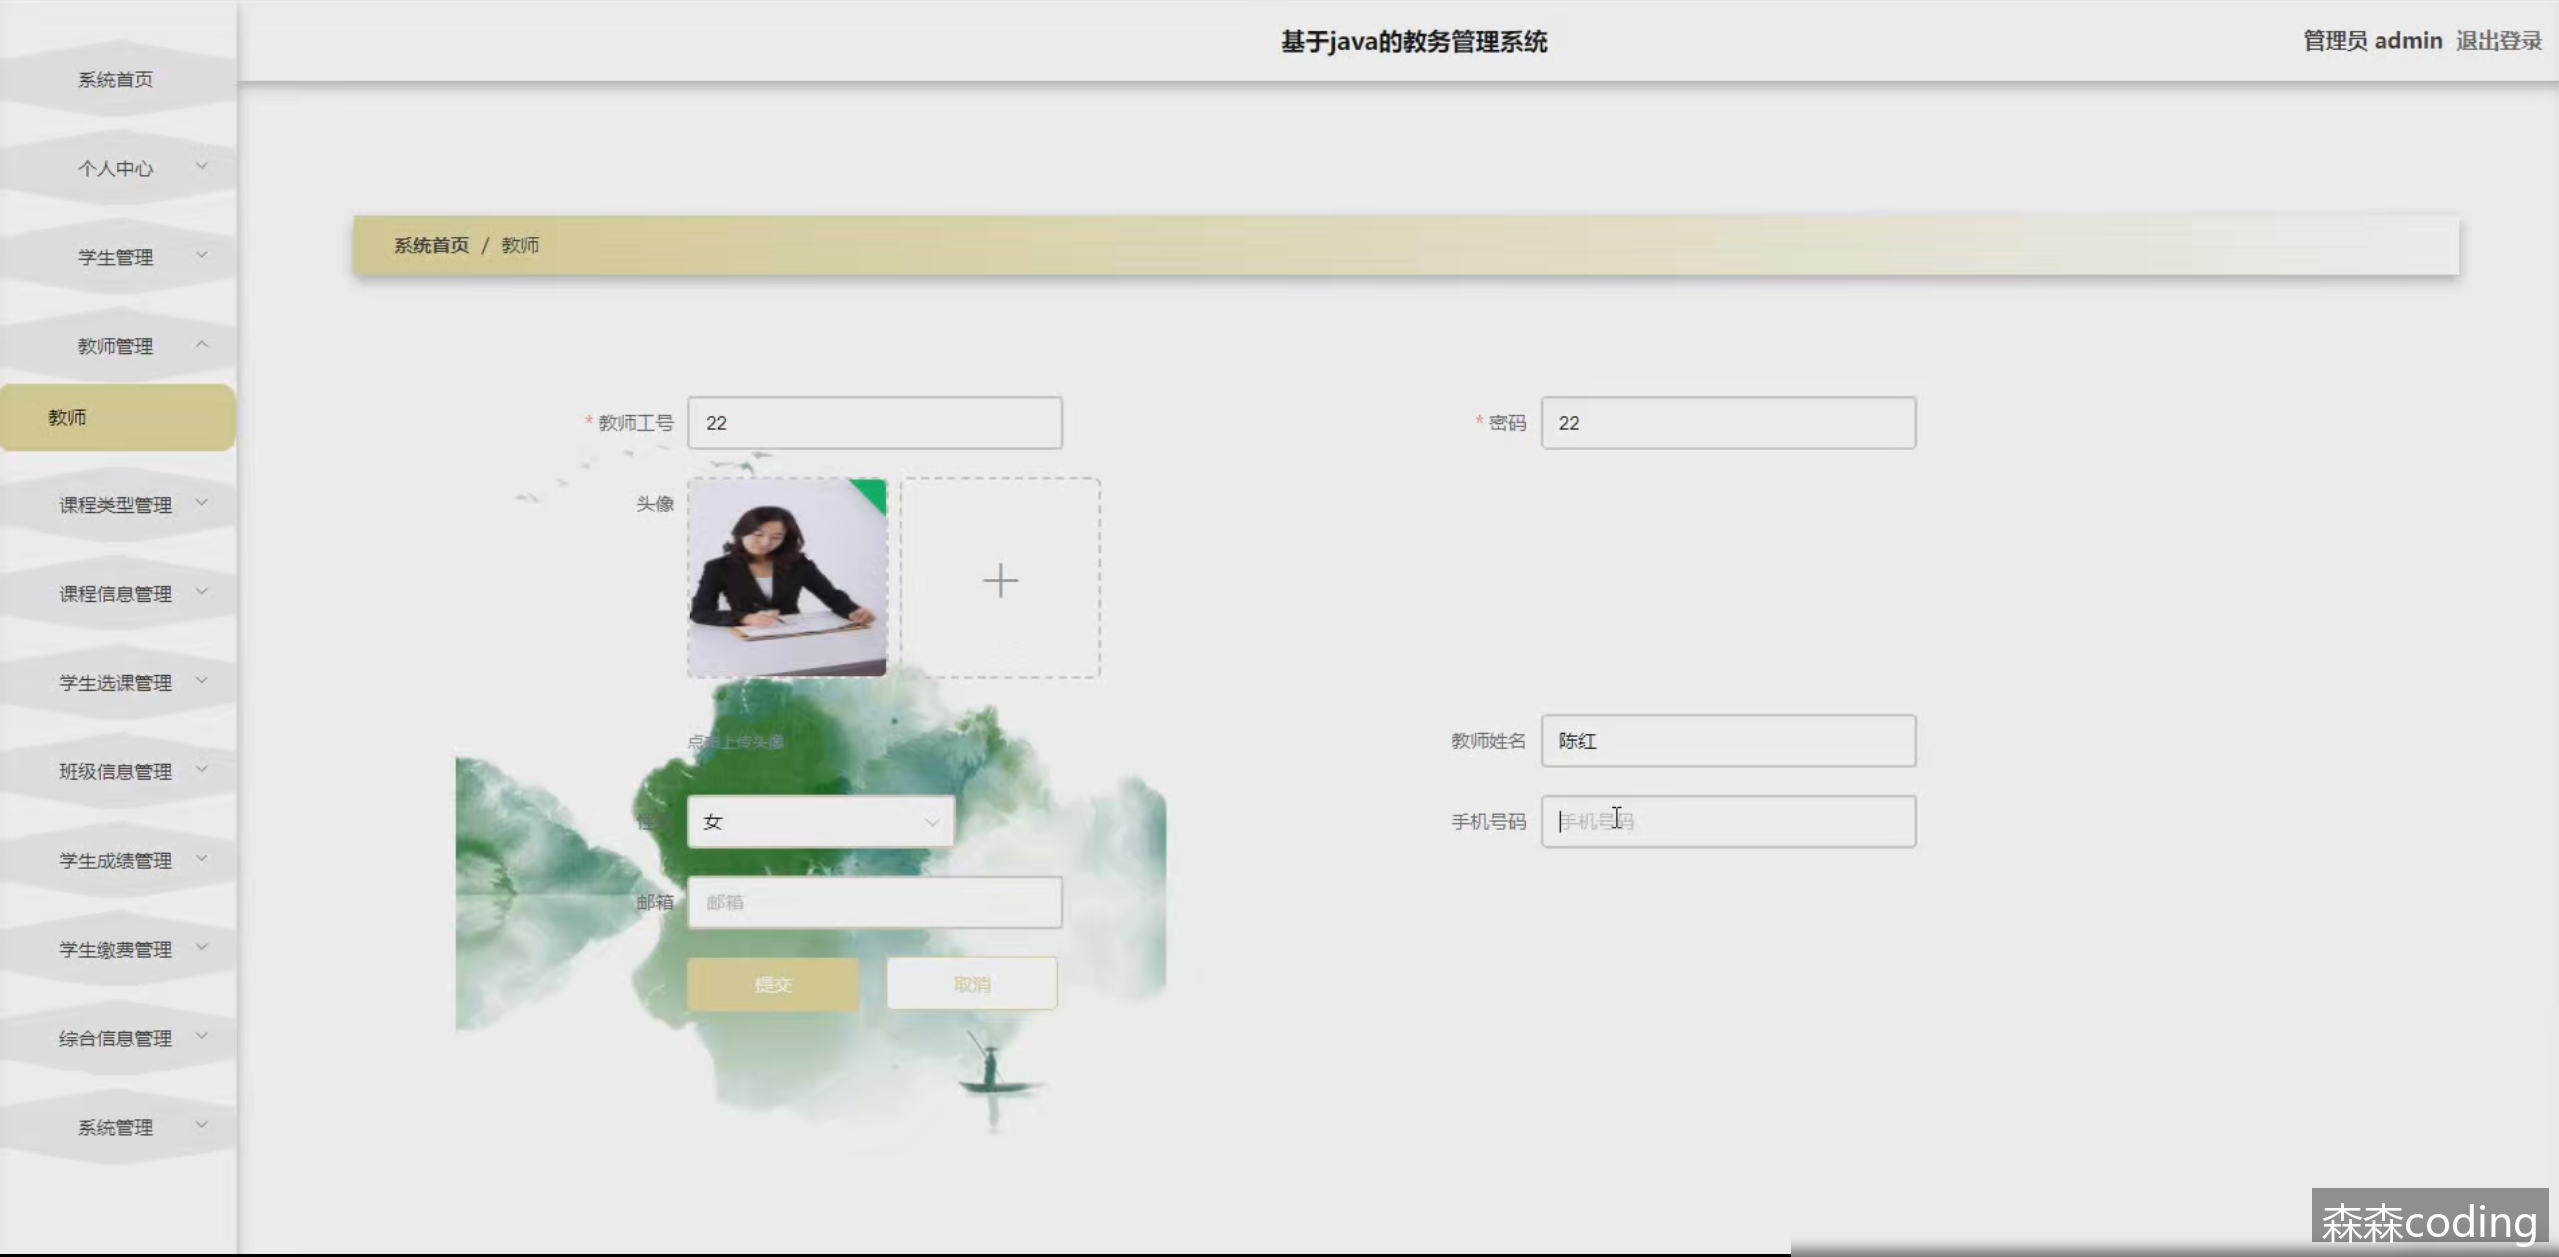 基于java的教务管理系统
管理员 admin 退出登录
系统首页
个人中心
学生管理
教师管理
教师
课程类型管理
课程信息管理
学生选课管理
班级信息管理
学生成绩管理
学生缴费管理
综合信息管理
系统管理
系统首页 / 教师
* 教师工号 22
* 密码 22
头像
点击上传头像
教师姓名 陈红
女
手机号码 手机号码
邮箱 邮箱
提交 取消
森森coding